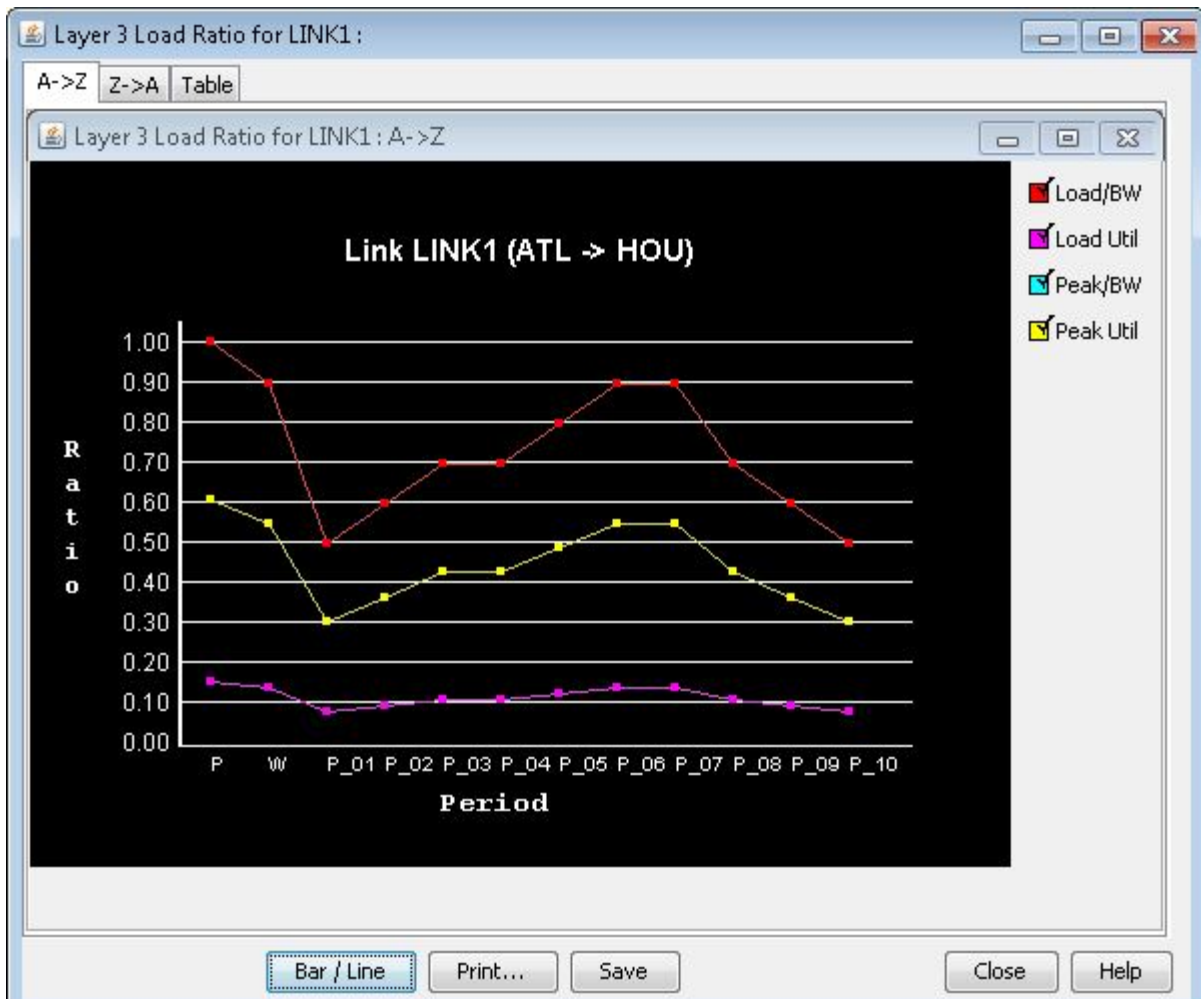 Layer 3 Load Ratio for LINK1 :
A->Z Z->A Table
Layer 3 Load Ratio for LINK1 : A->Z
Load/BW
Load Util
Peak/BW
Peak Util
Link LINK1 (ATL -> HOU)
1.00
0.90
0.80
0.70
0.60
0.50
0.40
0.30
0.20
0.10
0.00
Ratio
P W P_01 P_02 P_03 P_04 P_05 P_06 P_07 P_08 P_09 P_10
Period
Bar / Line Print... Save Close Help